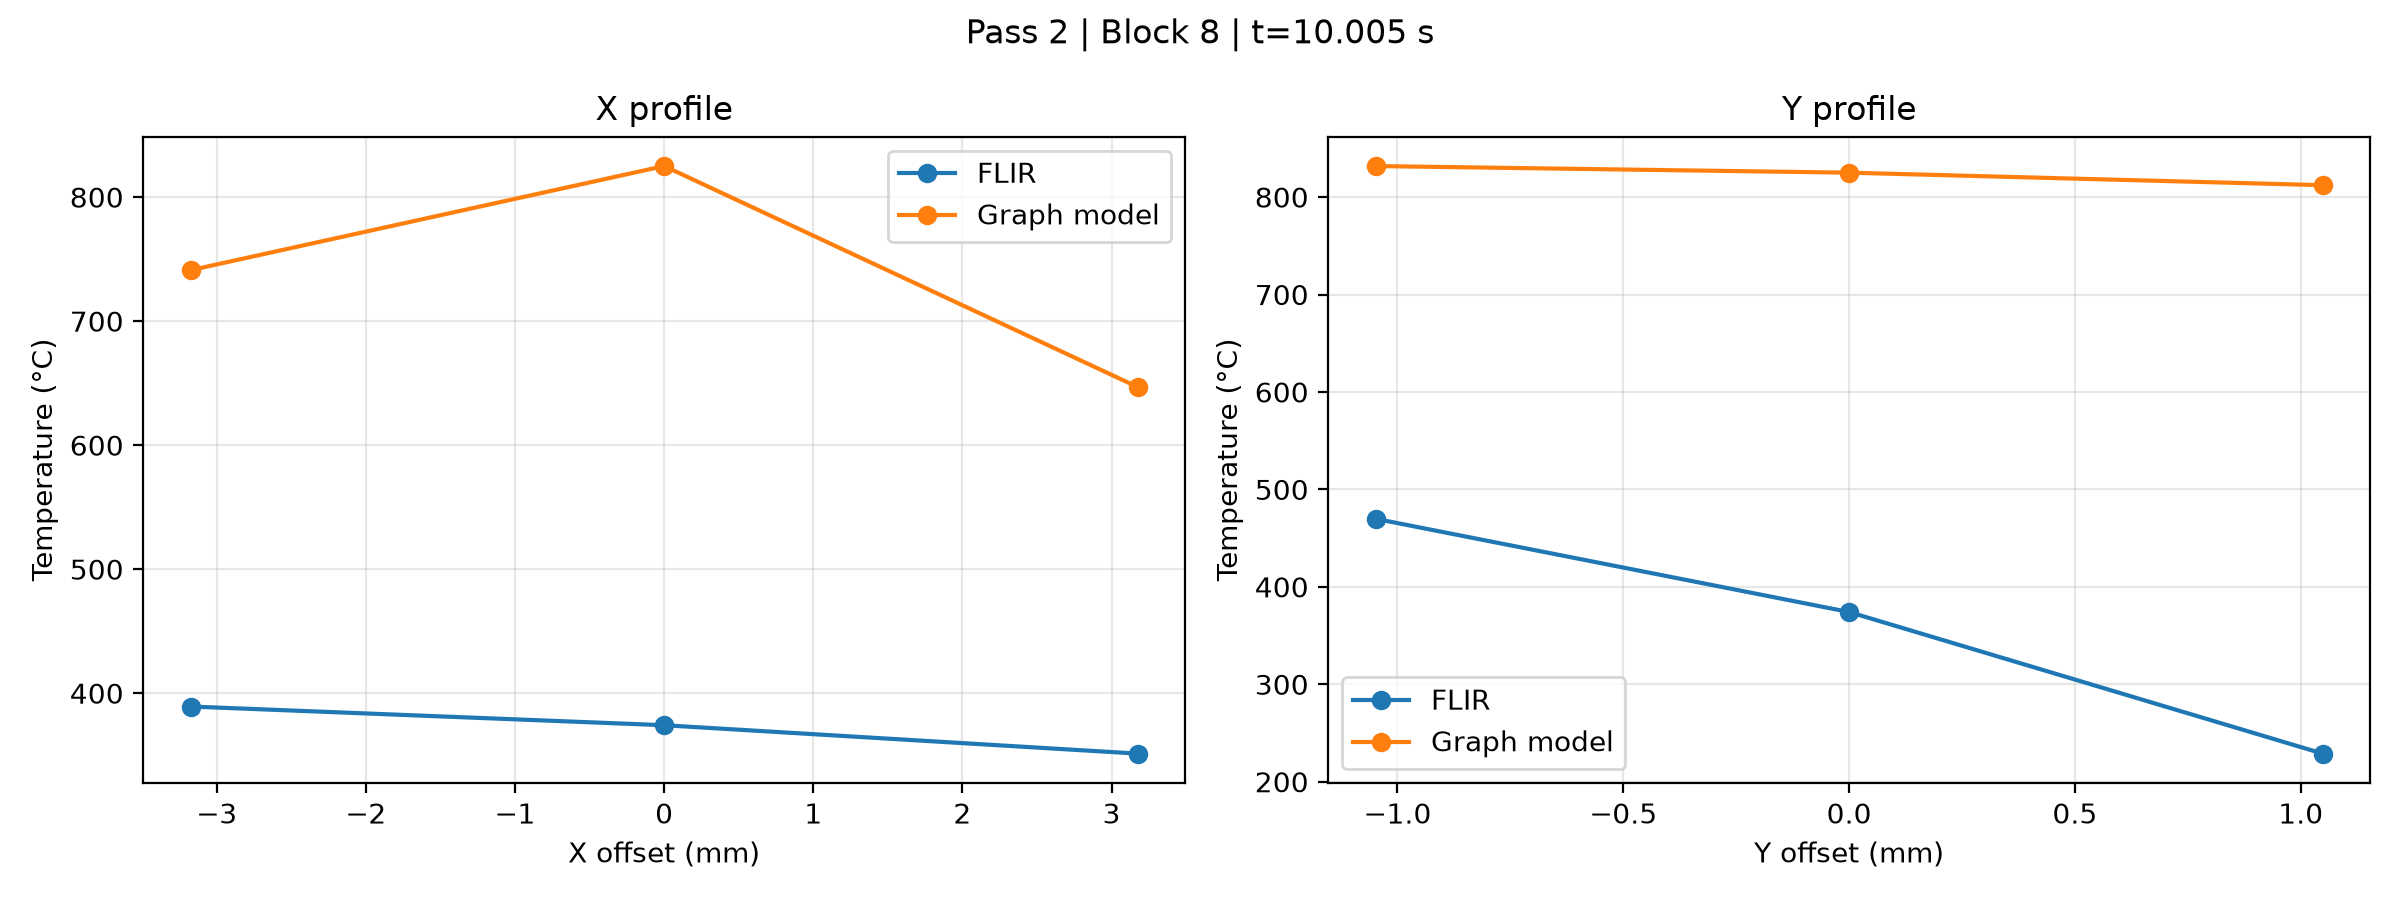 Pass 2 | Block 8 | t=10.005 s
X profile
800
700
600
500
400
Temperature (°C)
−3
−2
−1
0
1
2
3
X offset (mm)
FLIR
Graph model
Y profile
800
700
600
500
400
300
200
Temperature (°C)
−1.0
−0.5
0.0
0.5
1.0
Y offset (mm)
FLIR
Graph model